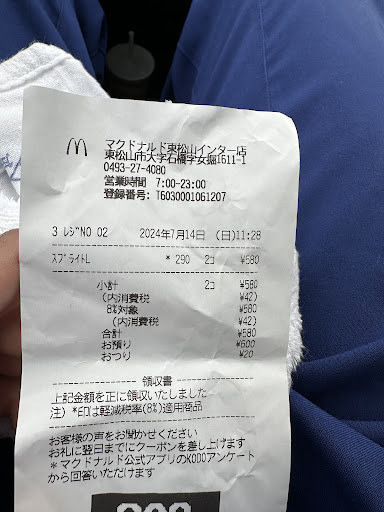 マクドナルド東松山インター店
東松山市大字石橋字女堀1611-1
0493-27-4080
営業時間 7:00-23:00
登録番号: T6030001061207
3 レジNO 02 2024年7月14日 (日)11:28
スプライトL * 290 2コ ¥580
小計 2コ ¥580
(内消費税 ¥42)
8%対象 ¥580
(内消費税 ¥42)
合計 ¥580
お預り ¥600
おつり ¥20
領収書
上記金額を正に領収いたしました
注) *印は軽減税率(8%)適用商品
お客様の声をお聞かせください
お礼に翌日までにクーポンを差し上げます
*マクドナルド公式アプリのKODOアンケート
から回答いただけます